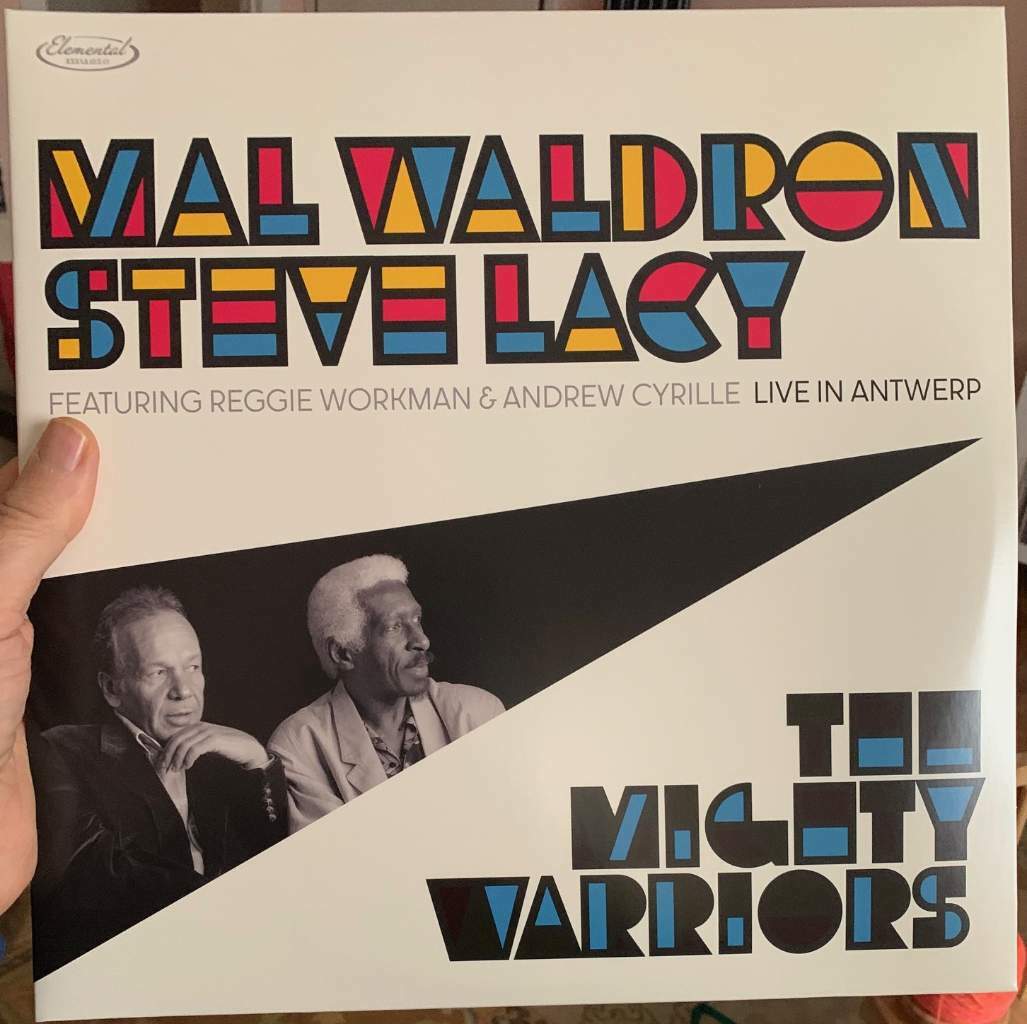 Elemental
MAL WALDRON
STEVE LACY
FEATURING REGGIE WORKMAN & ANDREW CYRILLE LIVE IN ANTWERP
THE
MIGHTY
WARRIORS